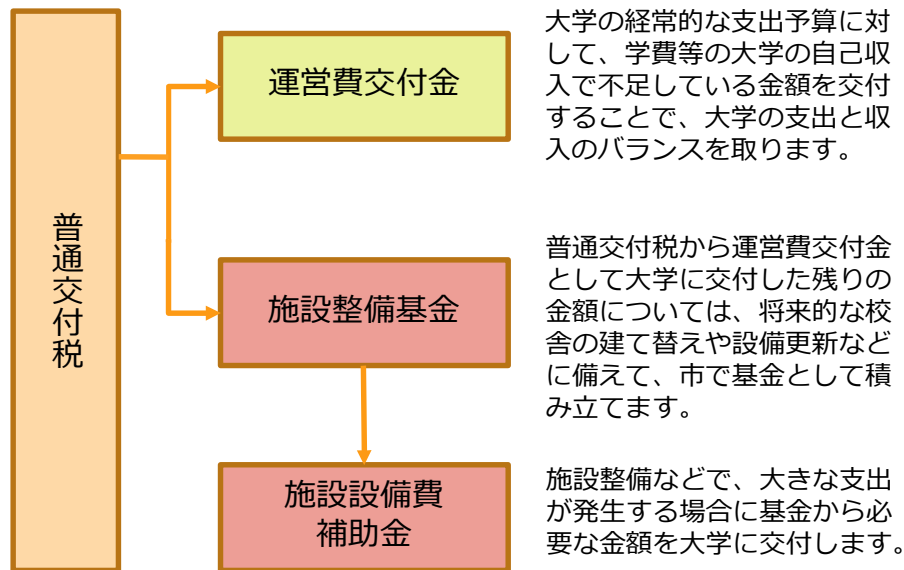 普通交付税
運営費交付金
大学の経常的な支出予算に対
して、学費等の大学の自己収
入で不足している金額を交付
することで、大学の支出と収
入のバランスを取ります。
施設整備基金
普通交付税から運営費交付金
として大学に交付した残りの
金額については、将来的な校
舎の建て替えや設備更新など
に備えて、市で基金として積
み立てます。
施設設備費
補助金
施設整備などで、大きな支出
が発生する場合に基金から必
要な金額を大学に交付します。